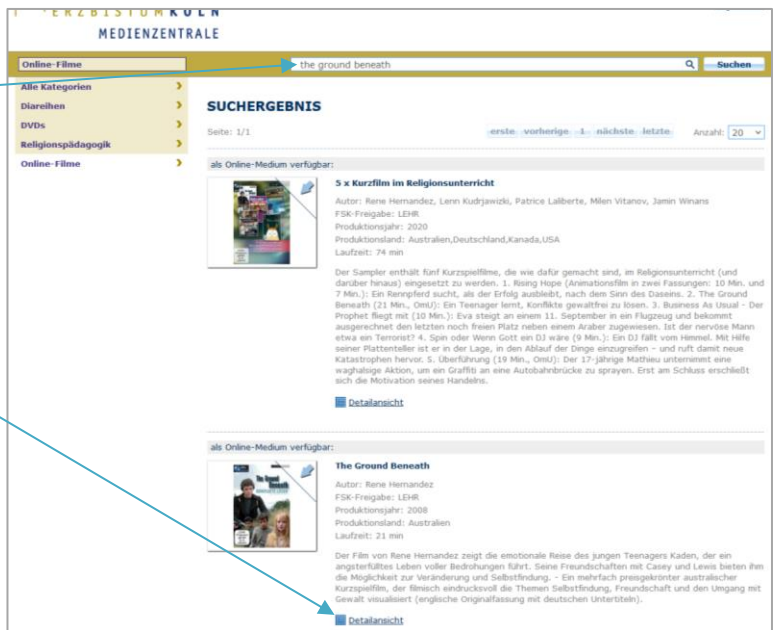 ERZBISTUM KÖLN
MEDIENZENTRALE
Online-Filme
the ground beneath
Suchen
Alle Kategorien
Diareihen
DVDs
Religionspädagogik
Online-Filme
SUCHERGEBNIS
Seite: 1/1
erste vorherige 1 nächste letzte
Anzahl: 20
als Online-Medium verfügbar:
5 x Kurzfilm im Religionsunterricht
Autor: Rene Hernandez, Lenn Kudrjawizki, Patrice Laliberte, Milen Vitanov, Jamin Winans
FSK-Freigabe: LEHR
Produktionsjahr: 2020
Produktionsland: Australien,Deutschland,Kanada,USA
Laufzeit: 74 min
Der Sampler enthält fünf Kurzspielfilme, die wie dafür gemacht sind, im Religionsunterricht (und
darüber hinaus) eingesetzt zu werden. 1. Rising Hope (Animationsfilm in zwei Fassungen: 10 Min. und
7 Min.): Ein Rennpferd sucht, als der Erfolg ausbleibt, nach dem Sinn des Daseins. 2. The Ground
Beneath (21 Min., OmU): Ein Teenager lernt, Konflikte gewaltfrei zu lösen. 3. Business As Usual - Der
Prophet fliegt mit (10 Min.): Eva steigt an einem 11. September in ein Flugzeug und bekommt
ausgerechnet den letzten noch freien Platz neben einem Araber zugewiesen. Ist der nervöse Mann
etwa ein Terrorist? 4. Spin oder Wenn Gott ein DJ wäre (9 Min.): Ein DJ fällt vom Himmel. Mit Hilfe
seiner Plattenteller ist er in der Lage, in den Ablauf der Dinge einzugreifen - und ruft damit neue
Katastrophen hervor. 5. Überführung (19 Min., OmU): Der 17-jährige Mathieu unternimmt eine
waghalsige Aktion, um ein Graffiti an eine Autobahnbrücke zu sprayen. Erst am Schluss erschließt
sich die Motivation seines Handelns.
Detailansicht
als Online-Medium verfügbar:
The Ground Beneath
Autor: Rene Hernandez
FSK-Freigabe: LEHR
Produktionsjahr: 2008
Produktionsland: Australien
Laufzeit: 21 min
Der Film von Rene Hernandez zeigt die emotionale Reise des jungen Teenagers Kaden, der ein
angsterfülltes Leben voller Bedrohungen führt. Seine Freundschaften mit Casey und Lewis bieten ihm
die Möglichkeit zur Veränderung und Selbstfindung. - Ein mehrfach preisgekrönter australischer
Kurzspielfilm, der filmisch eindrucksvoll die Themen Selbstfindung, Freundschaft und den Umgang mit
Gewalt visualisiert (englische Originalfassung mit deutschen Untertiteln).
Detailansicht